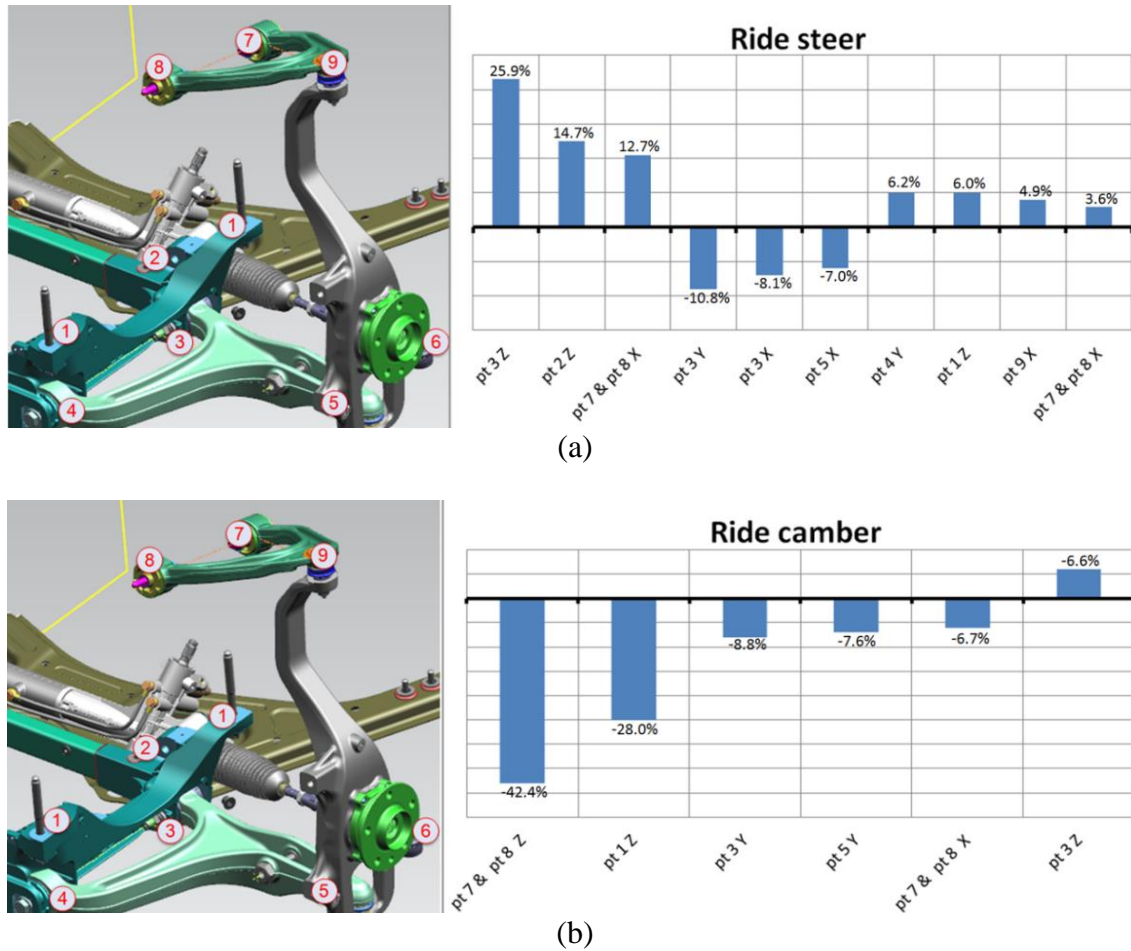 7
8
9
1
2
1
3
6
4
5
Ride steer
25.9%
14.7%
12.7%
6.2%
6.0%
4.9%
3.6%
-10.8%
-8.1%
-7.0%
pt 3 Z
pt 2 Z
pt 7 & pt 8 X
pt 3 Y
pt 3 X
pt 5 X
pt 4 Y
pt 1 Z
pt 9 X
pt 7 & pt 8 X
(a)
7
8
9
1
2
1
3
6
4
5
Ride camber
-6.6%
-8.8%
-7.6%
-6.7%
-28.0%
-42.4%
pt 7 & pt 8 Z
pt 1 Z
pt 3 Y
pt 5 Y
pt 7 & pt 8 X
pt 3 Z
(b)